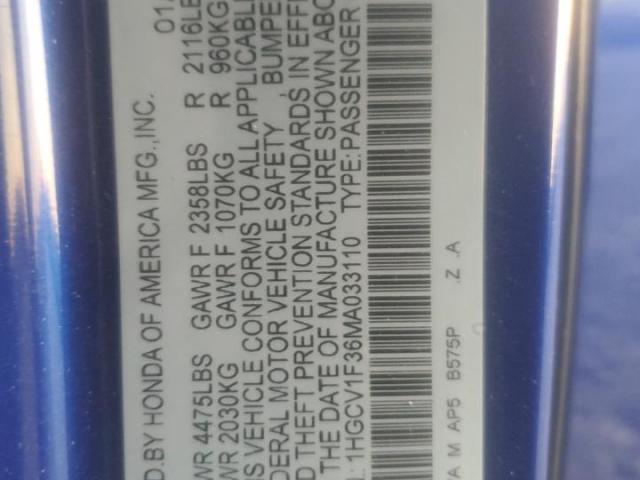 D.BY HONDA OF AMERICA MFG.,INC. 01/
WR 4475LBS GAWR F 2358LBS R 2116LB
WR 2030KG GAWR F 1070KG R 960KG
IS VEHICLE CONFORMS TO ALL APPLICABLE
DERAL MOTOR VEHICLE SAFETY, BUMPE
D THEFT PREVENTION STANDARDS IN EFF
THE DATE OF MANUFACTURE SHOWN ABO
: 1HGCV1F36MA033110 TYPE:PASSENGER
A M AP5 B575P .Z .A